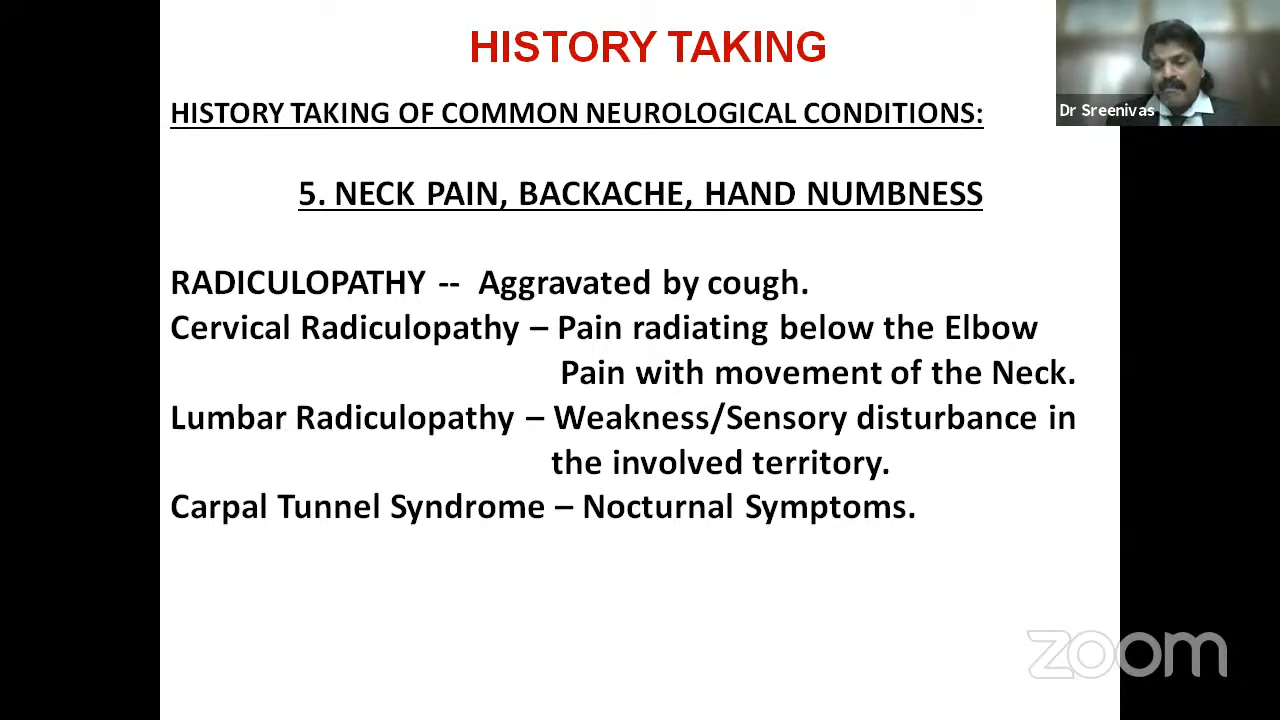 HISTORY TAKING
Dr Sreenivas
HISTORY TAKING OF COMMON NEUROLOGICAL CONDITIONS:
5. NECK PAIN, BACKACHE, HAND NUMBNESS
RADICULOPATHY -- Aggravated by cough.
Cervical Radiculopathy – Pain radiating below the Elbow
Pain with movement of the Neck.
Lumbar Radiculopathy – Weakness/Sensory disturbance in
the involved territory.
Carpal Tunnel Syndrome – Nocturnal Symptoms.
zoom